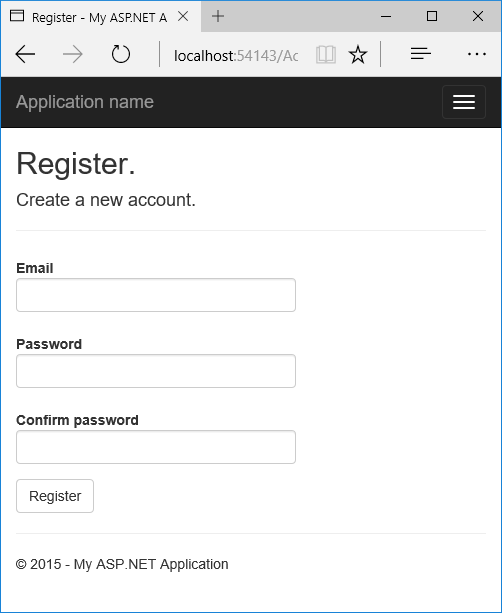 Register - My ASP.NET A
localhost:54143/Ac
Application name
Register.
Create a new account.
Email
Password
Confirm password
Register
© 2015 - My ASP.NET Application